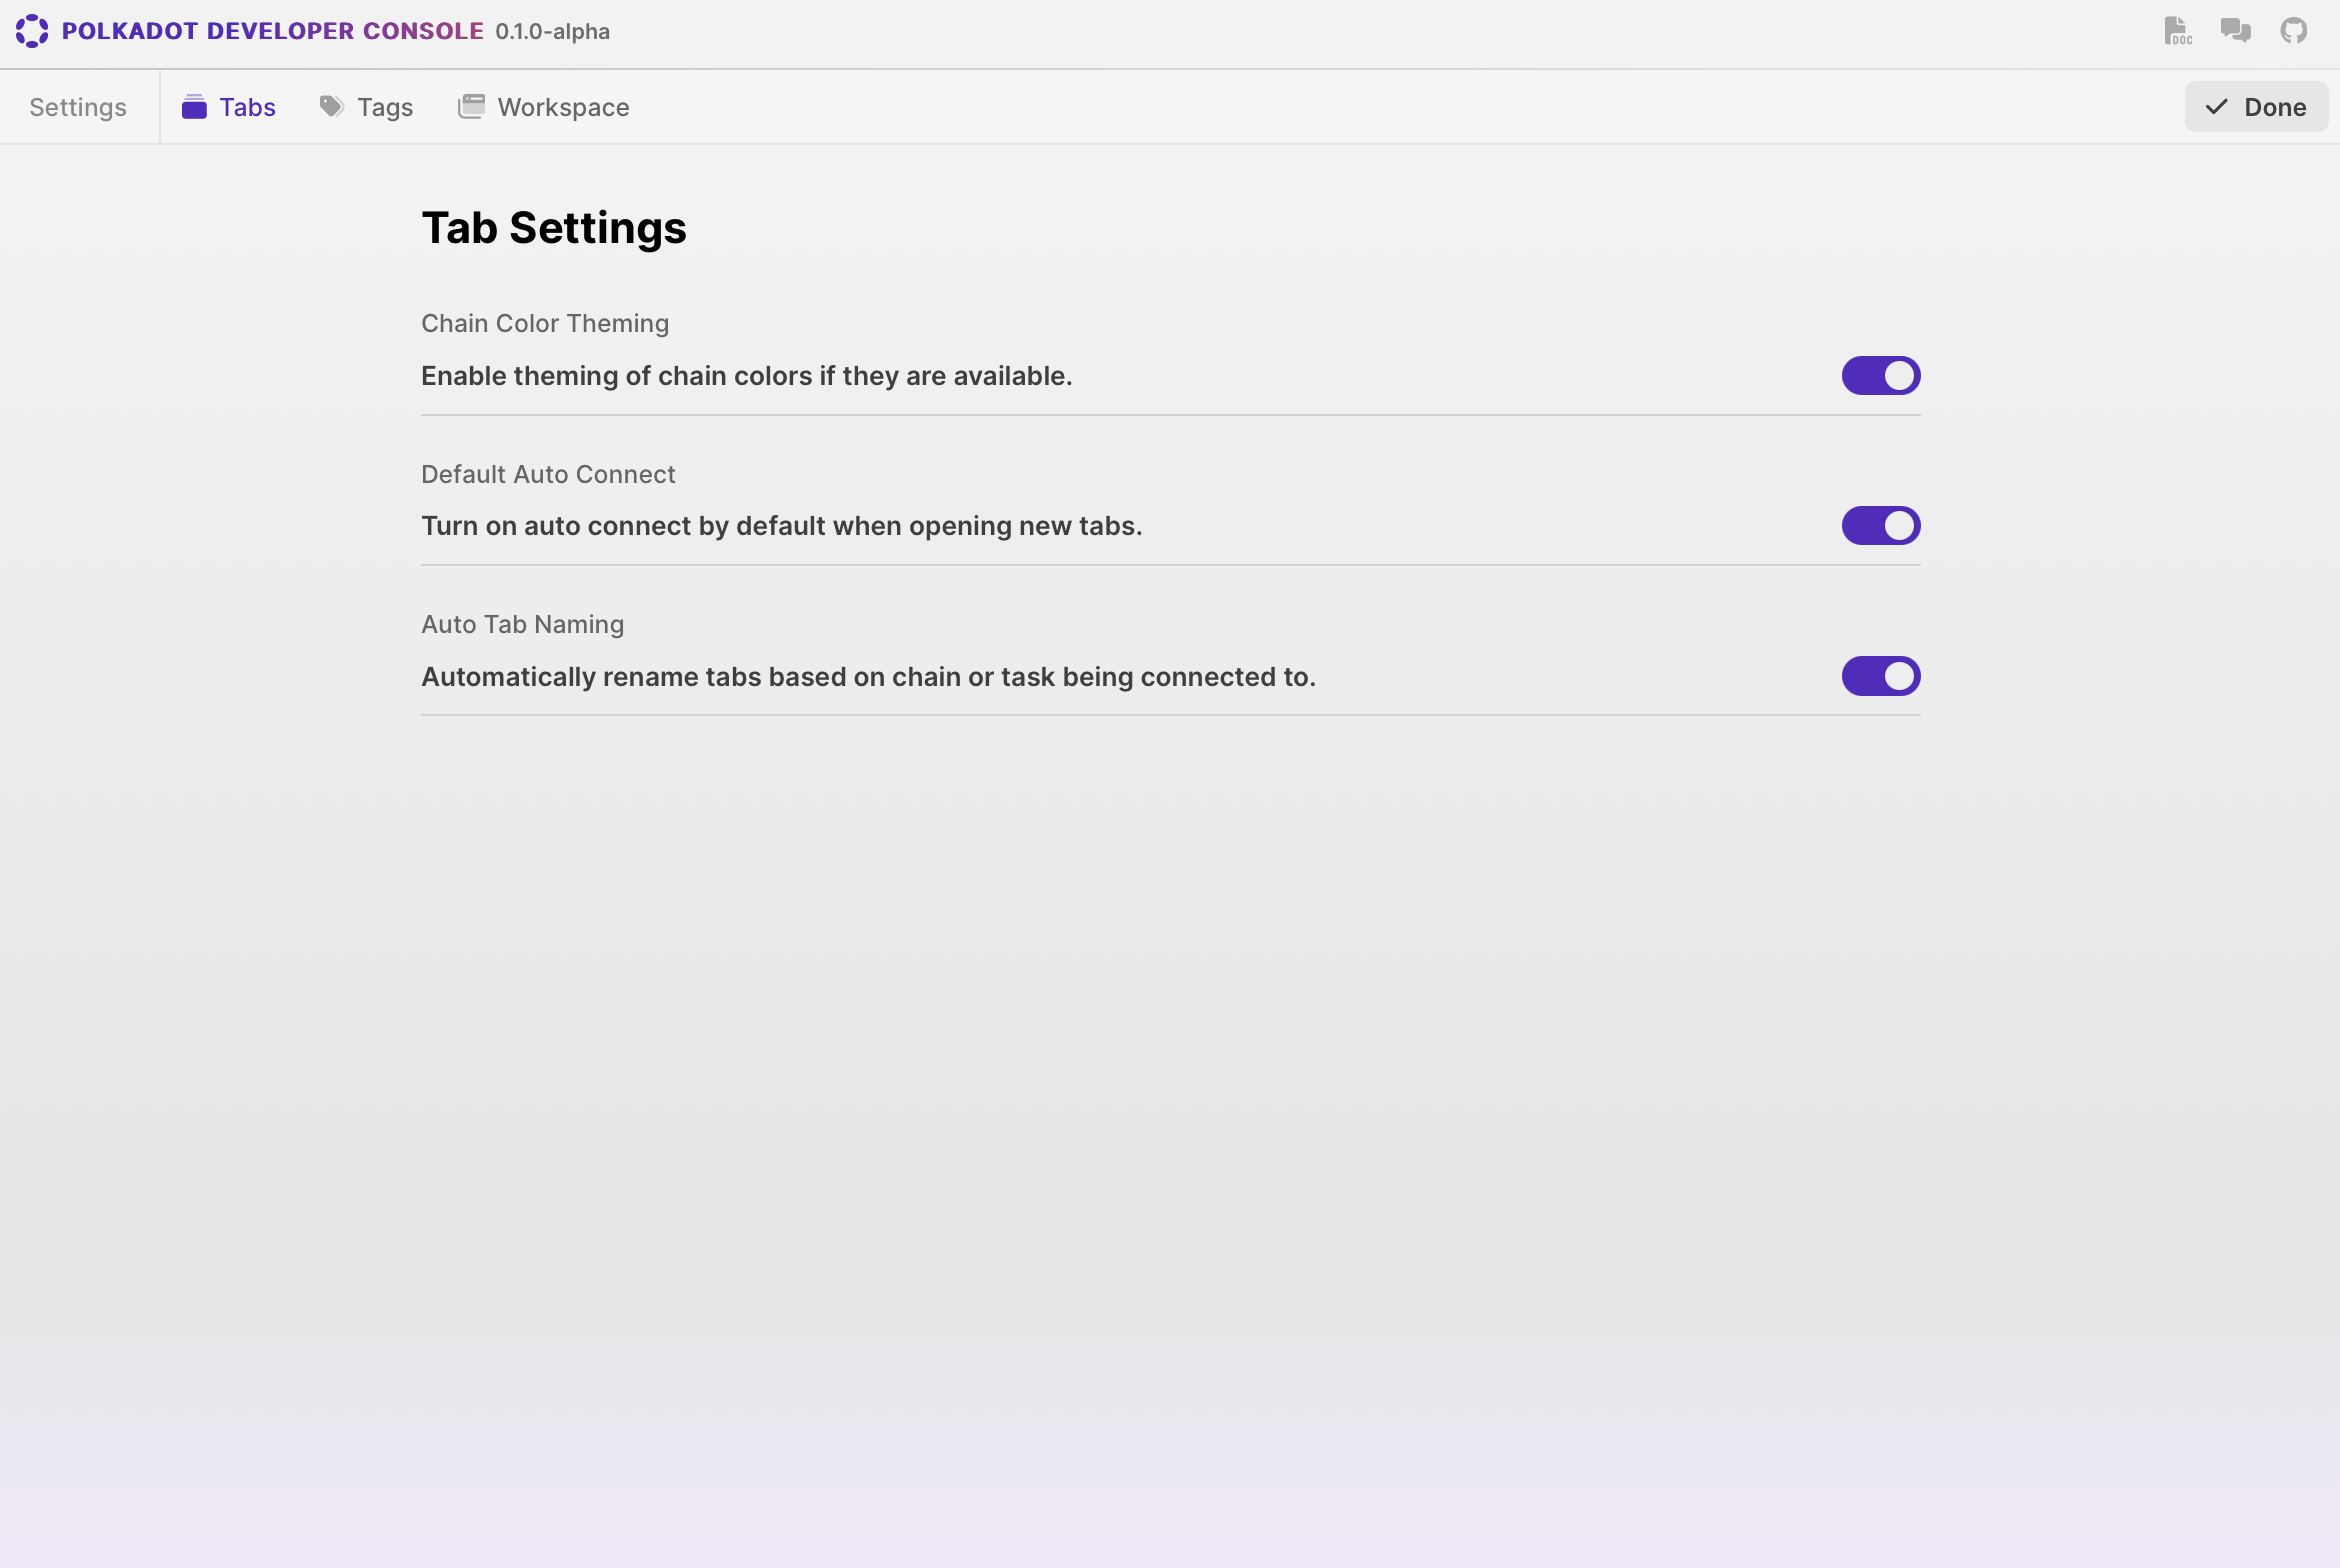 POLKADOT DEVELOPER CONSOLE 0.1.0-alpha
DOC
Settings Tabs Tags Workspace Done
Tab Settings
Chain Color Theming
Enable theming of chain colors if they are available.
Default Auto Connect
Turn on auto connect by default when opening new tabs.
Auto Tab Naming
Automatically rename tabs based on chain or task being connected to.